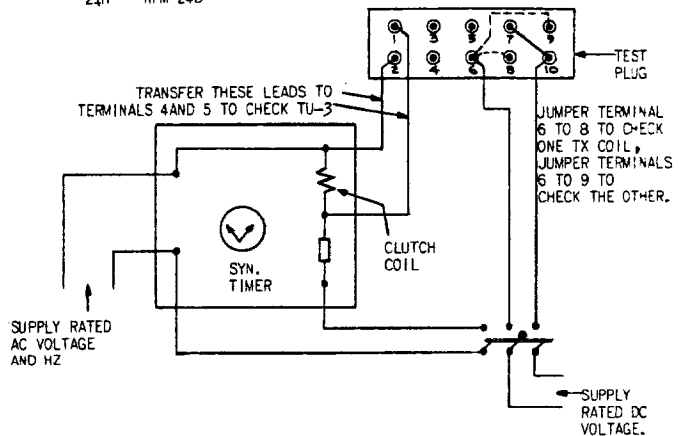 1 3 5 7 9
2 4 6 8 10
TEST
PLUG
TRANSFER THESE LEADS TO
TERMINALS 4AND 5 TO CHECK TU-3
JUMPER TERMINAL
6 TO 8 TO CHECK
ONE TX COIL,
JUMPER TERMINALS
6 TO 9 TO
CHECK THE OTHER.
CLUTCH
COIL
SYN.
TIMER
SUPPLY RATED
AC VOLTAGE
AND HZ
SUPPLY
RATED DC
VOLTAGE.